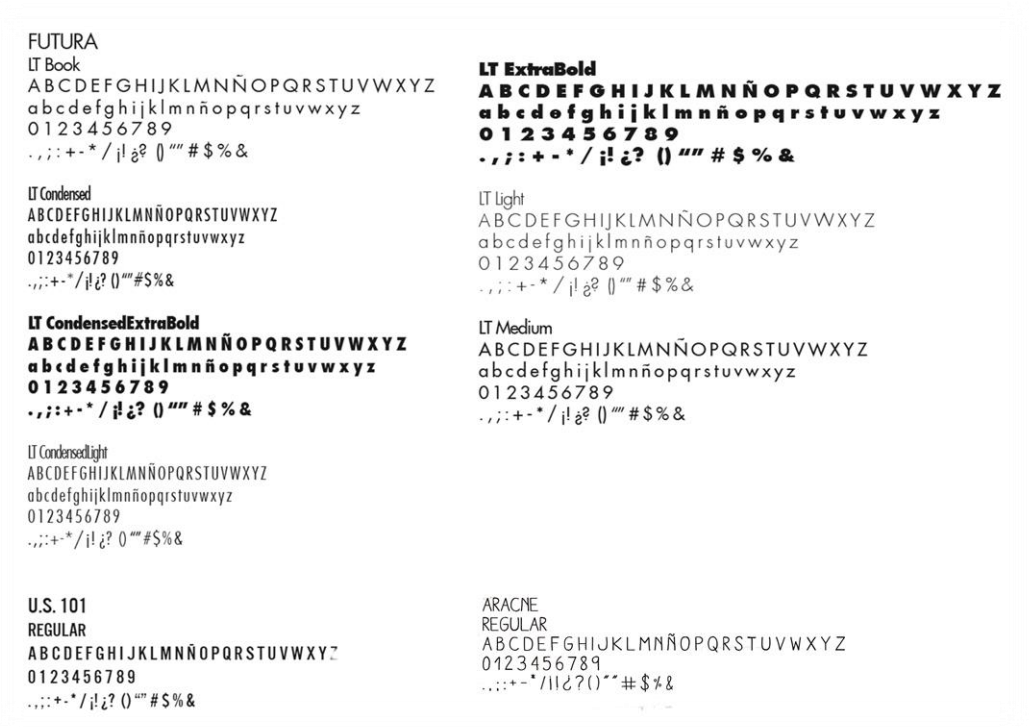 FUTURA
LT Book
ABCDEFGHIJKLMNÑOPQRSTUVWXYZ
abcdefghijklmnñopqrstuvwxyz
0123456789
.,;:+-*/¡!¿? () “” #$%&
LT Condensed
ABCDEFGHIJKLMNÑOPQRSTUVWXYZ
abcdefghijklmnñopqrstuvwxyz
0123456789
.,;:+-*/¡!¿? () “” #$%&
LT CondensedExtraBold
ABCDEFGHIJKLMNÑOPQRSTUVWXYZ
abcdefghijklmnñopqrstuvwxyz
0123456789
.,;:+-*/¡!¿? () “” #$%&
LT CondensedLight
ABCDEFGHIJKLMNÑOPQRSTUVWXYZ
abcdefghijklmnñopqrstuvwxyz
0123456789
.,;:+-*/¡!¿? () “” #$%&
LT ExtraBold
ABCDEFGHIJKLMNÑOPQRSTUVWXYZ
abcdefghijklmnñopqrstuvwxyz
0123456789
.,;:+-*/¡!¿? () “” #$%&
LT Light
ABCDEFGHIJKLMNÑOPQRSTUVWXYZ
abcdefghijklmnñopqrstuvwxyz
0123456789
.,;:+-*/¡!¿? () “” #$%&
LT Medium
ABCDEFGHIJKLMNÑOPQRSTUVWXYZ
abcdefghijklmnñopqrstuvwxyz
0123456789
.,;:+-*/¡!¿? () “” #$%&
U.S. 101
REGULAR
ABCDEFGHIJKLMNÑOPQRSTUVWXYZ
0123456789
.,;:+-*/¡!¿? () “” #$%&
ARACNE
REGULAR
ABCDEFGHIJKLMNÑOPQRSTUVWXYZ
0123456789
.,;:+-*/¡!¿?()“”#$%&